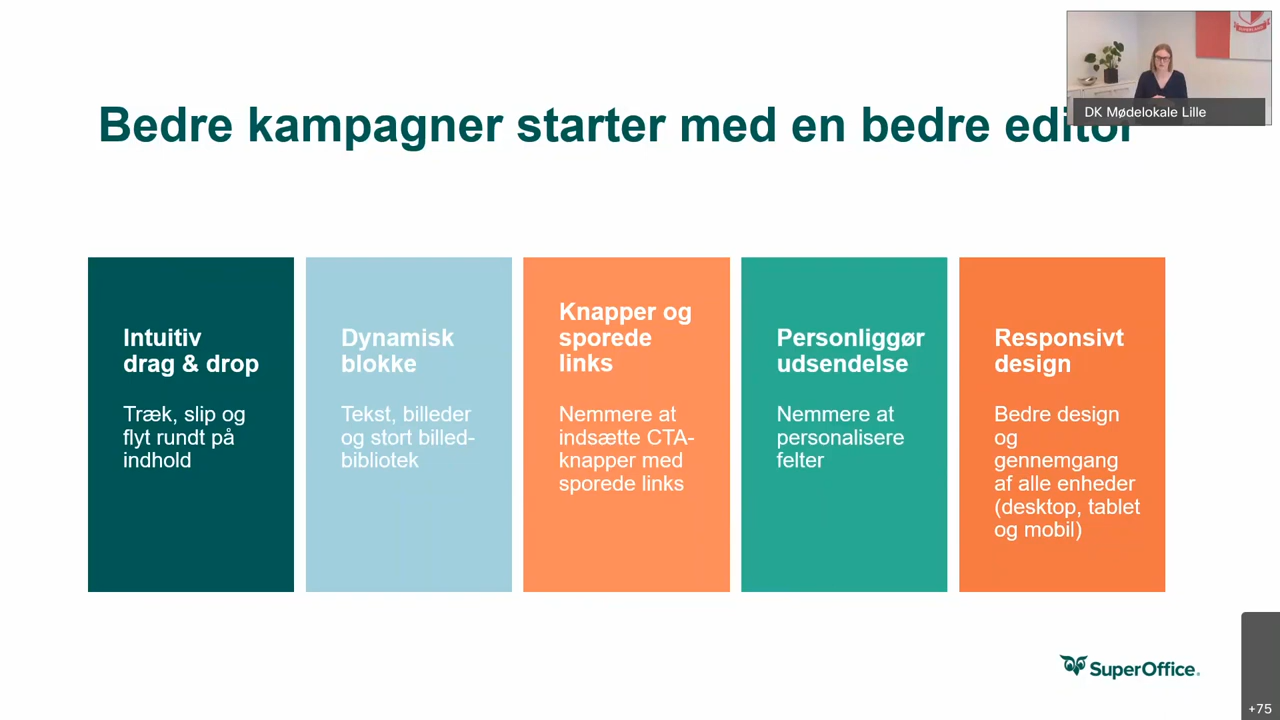 DK Mødelokale Lille
Bedre kampagner starter med en bedre editor
Intuitiv
drag & drop
Træk, slip og
flyt rundt på
indhold
Dynamisk
blokke
Tekst, billeder
og stort billed-
bibliotek
Knapper og
sporede
links
Nemmere at
indsætte CTA-
knapper med
sporede links
Personliggør
udsendelse
Nemmere at
personalisere
felter
Responsivt
design
Bedre design
og
gennemgang
af alle enheder
(desktop, tablet
og mobil)
SuperOffice
+75